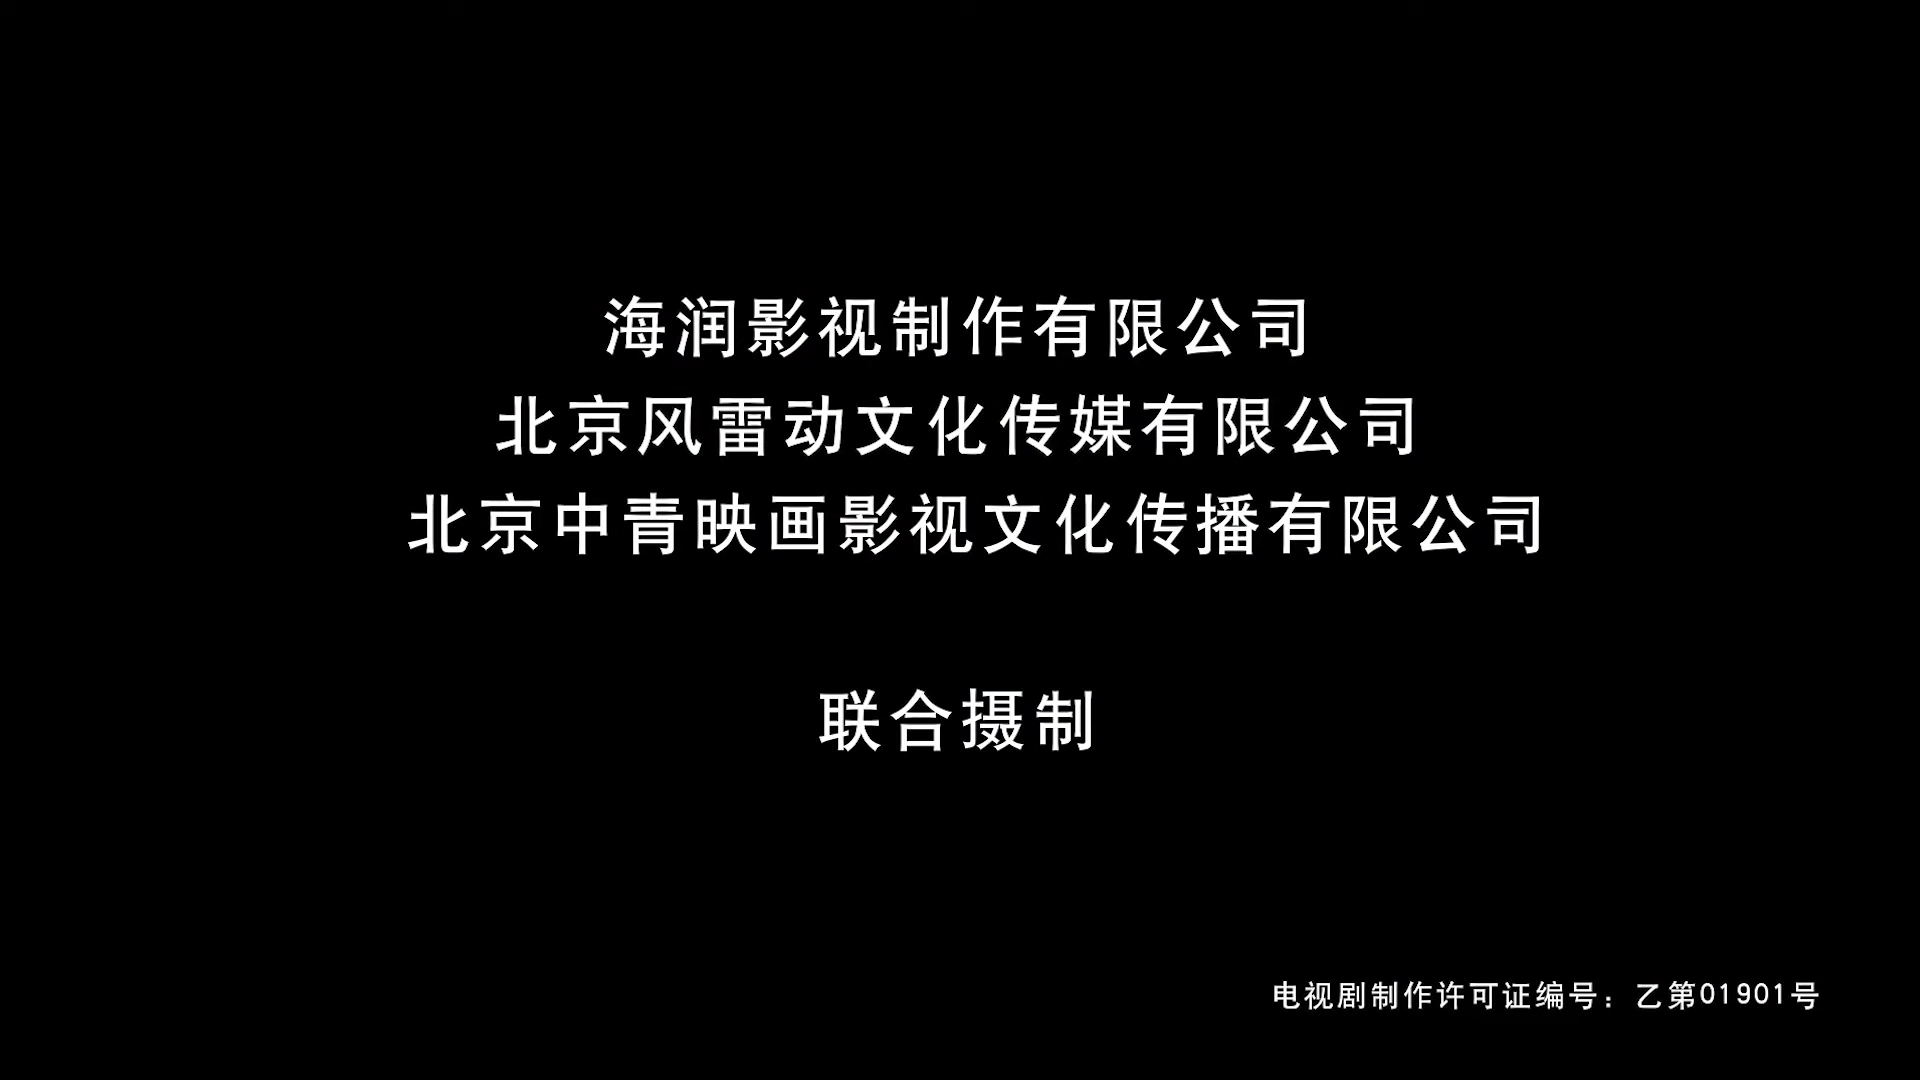 海润影视制作有限公司
北京风雷动文化传媒有限公司
北京中青映画影视文化传播有限公司
联合摄制
电视剧制作许可证编号：乙第01901号